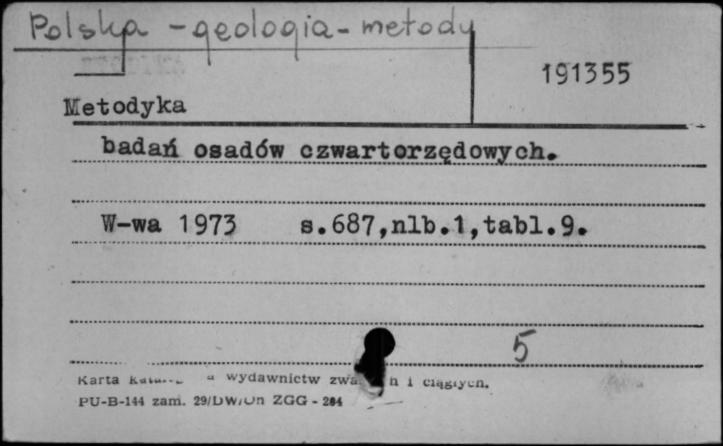 Polska - geologia - metody
191355
Metodyka
badań osadów czwartorzędowych.
W-wa 1973 s.687,nlb.1,tabl.9.
5
Karta wydawnictw i ciągłych.
PU-B-144 zam. 29/DW/Un ZGG - 284